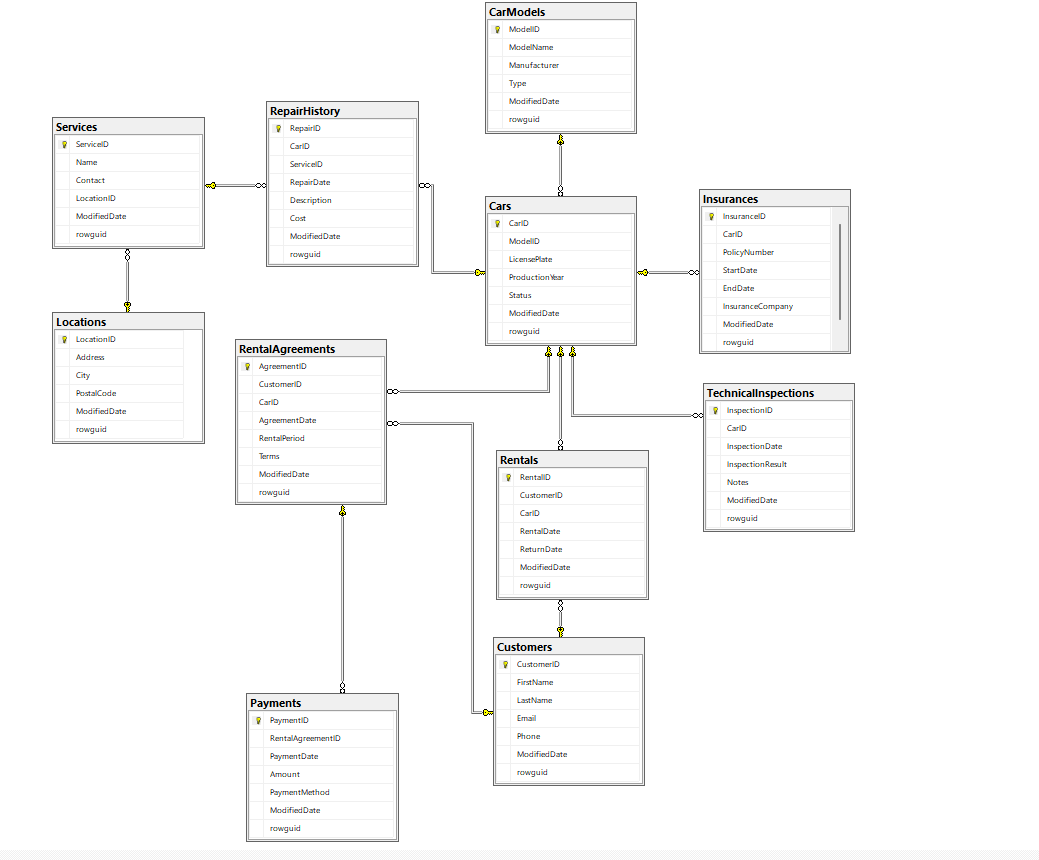 CarModels
ModelID
ModelName
Manufacturer
Type
ModifiedDate
rowguid
RepairHistory
RepairID
CarID
ServiceID
RepairDate
Description
Cost
ModifiedDate
rowguid
Services
ServiceID
Name
Contact
LocationID
ModifiedDate
rowguid
Cars
CarID
ModelID
LicensePlate
ProductionYear
Status
ModifiedDate
rowguid
Insurances
InsuranceID
CarID
PolicyNumber
StartDate
EndDate
InsuranceCompany
ModifiedDate
rowguid
Locations
LocationID
Address
City
PostalCode
ModifiedDate
rowguid
RentalAgreements
AgreementID
CustomerID
CarID
AgreementDate
RentalPeriod
Terms
ModifiedDate
rowguid
TechnicalInspections
InspectionID
CarID
InspectionDate
InspectionResult
Notes
ModifiedDate
rowguid
Rentals
RentalID
CustomerID
CarID
RentalDate
ReturnDate
ModifiedDate
rowguid
Customers
CustomerID
FirstName
LastName
Email
Phone
ModifiedDate
rowguid
Payments
PaymentID
RentalAgreementID
PaymentDate
Amount
PaymentMethod
ModifiedDate
rowguid